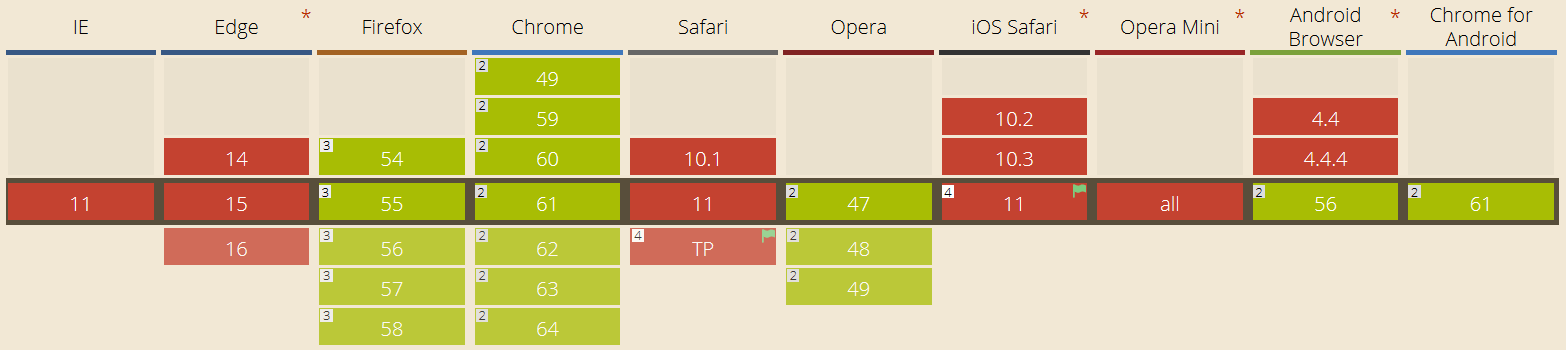 IE Edge * Firefox Chrome Safari Opera iOS Safari * Opera Mini * Android Browser * Chrome for Android
2 49
2 59 10.2 4.4
14 3 54 2 60 10.1 10.3 4.4.4
11 15 3 55 2 61 11 2 47 4 11 all 2 56 2 61
16 3 56 2 62 4 TP 2 48
3 57 2 63 2 49
3 58 2 64